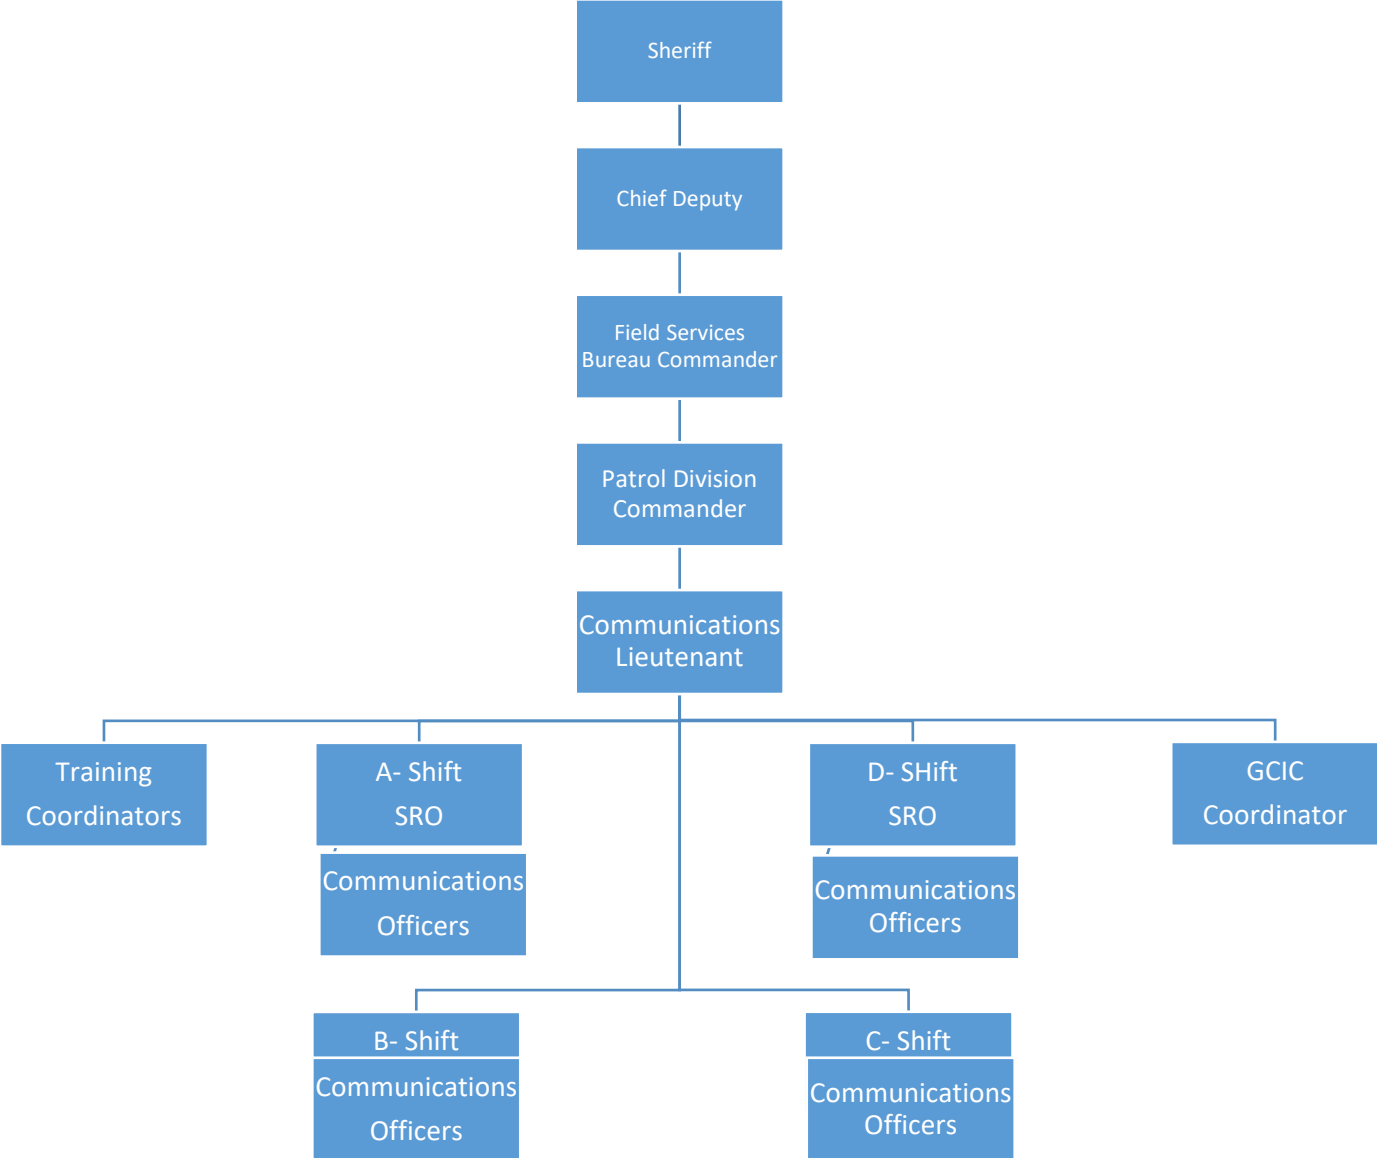 Sheriff
Chief Deputy
Field Services
Bureau Commander
Patrol Division
Commander
Communications
Lieutenant
Training
Coordinators
A- Shift
SRO
D- SHift
SRO
GCIC
Coordinator
Communications
Officers
Communications
Officers
B- Shift
C- Shift
Communications
Officers
Communications
Officers